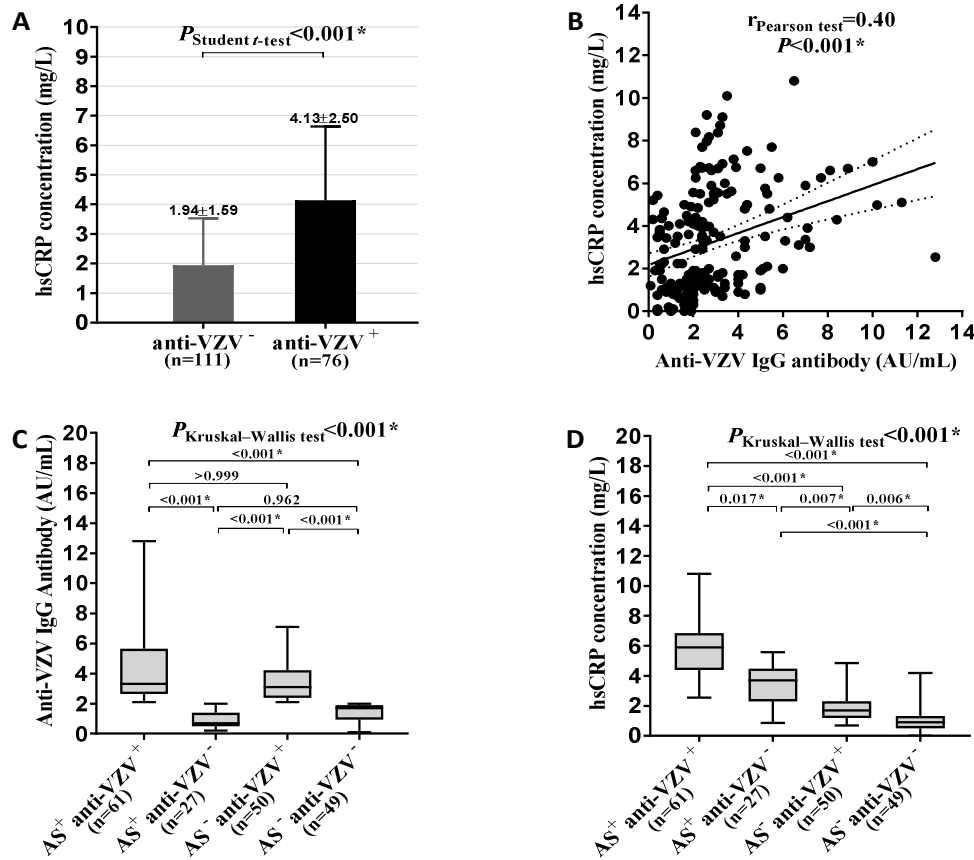 A
P Student t-test<0.001*
hsCRP concentration (mg/L)
10
9
8
7
6
5
4
3
2
1
0
1.94±1.59
4.13±2.50
anti-VZV -
(n=111)
anti-VZV +
(n=76)
B
r Pearson test=0.40
P<0.001*
hsCRP concentration (mg/L)
14
12
10
8
6
4
2
0
0 2 4 6 8 10 12 14
Anti-VZV IgG antibody (AU/mL)
C
P Kruskal–Wallis test<0.001*
<0.001*
>0.999
<0.001* 0.962
<0.001* <0.001*
Anti-VZV IgG Antibody (AU/mL)
20
18
16
14
12
10
8
6
4
2
0
AS+ anti-VZV+
(n=61)
AS+ anti-VZV-
(n=27)
AS- anti-VZV+
(n=50)
AS- anti-VZV-
(n=49)
D
P Kruskal–Wallis test<0.001*
<0.001*
<0.001*
0.017* 0.007* 0.006*
<0.001*
hsCRP concentration (mg/L)
20
18
16
14
12
10
8
6
4
2
0
AS+ anti-VZV+
(n=61)
AS+ anti-VZV-
(n=27)
AS- anti-VZV+
(n=50)
AS- anti-VZV-
(n=49)